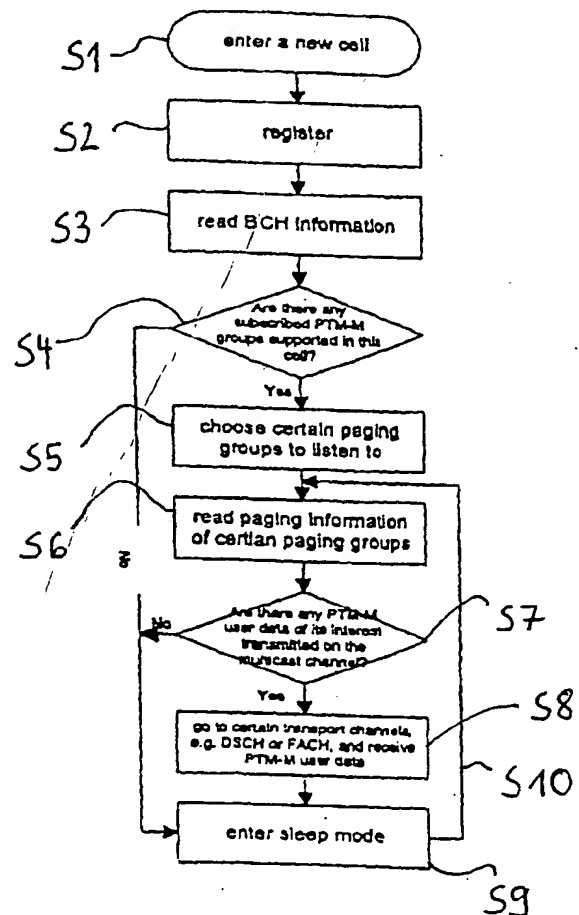 S1
enter a new cell
S2
register
S3
read BCH information
S4
Are there any
subscribed PTM-M
groups supported in this
cell?
Yes
S5
choose certain paging
groups to listen to
S6
read paging information
of certian paging groups
No
Are there any PTM-M
user data of its interest
transmitted on the
multicast channel?
S7
No
Yes
S8
go to certain transport channels,
e.g. DSCH or FACH, and receive
PTM-M user data
S10
enter sleep mode
S9